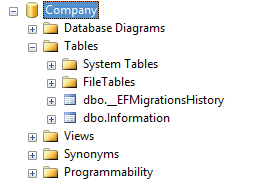 Company
Database Diagrams
Tables
System Tables
FileTables
dbo.__EFMigrationsHistory
dbo.Information
Views
Synonyms
Programmability